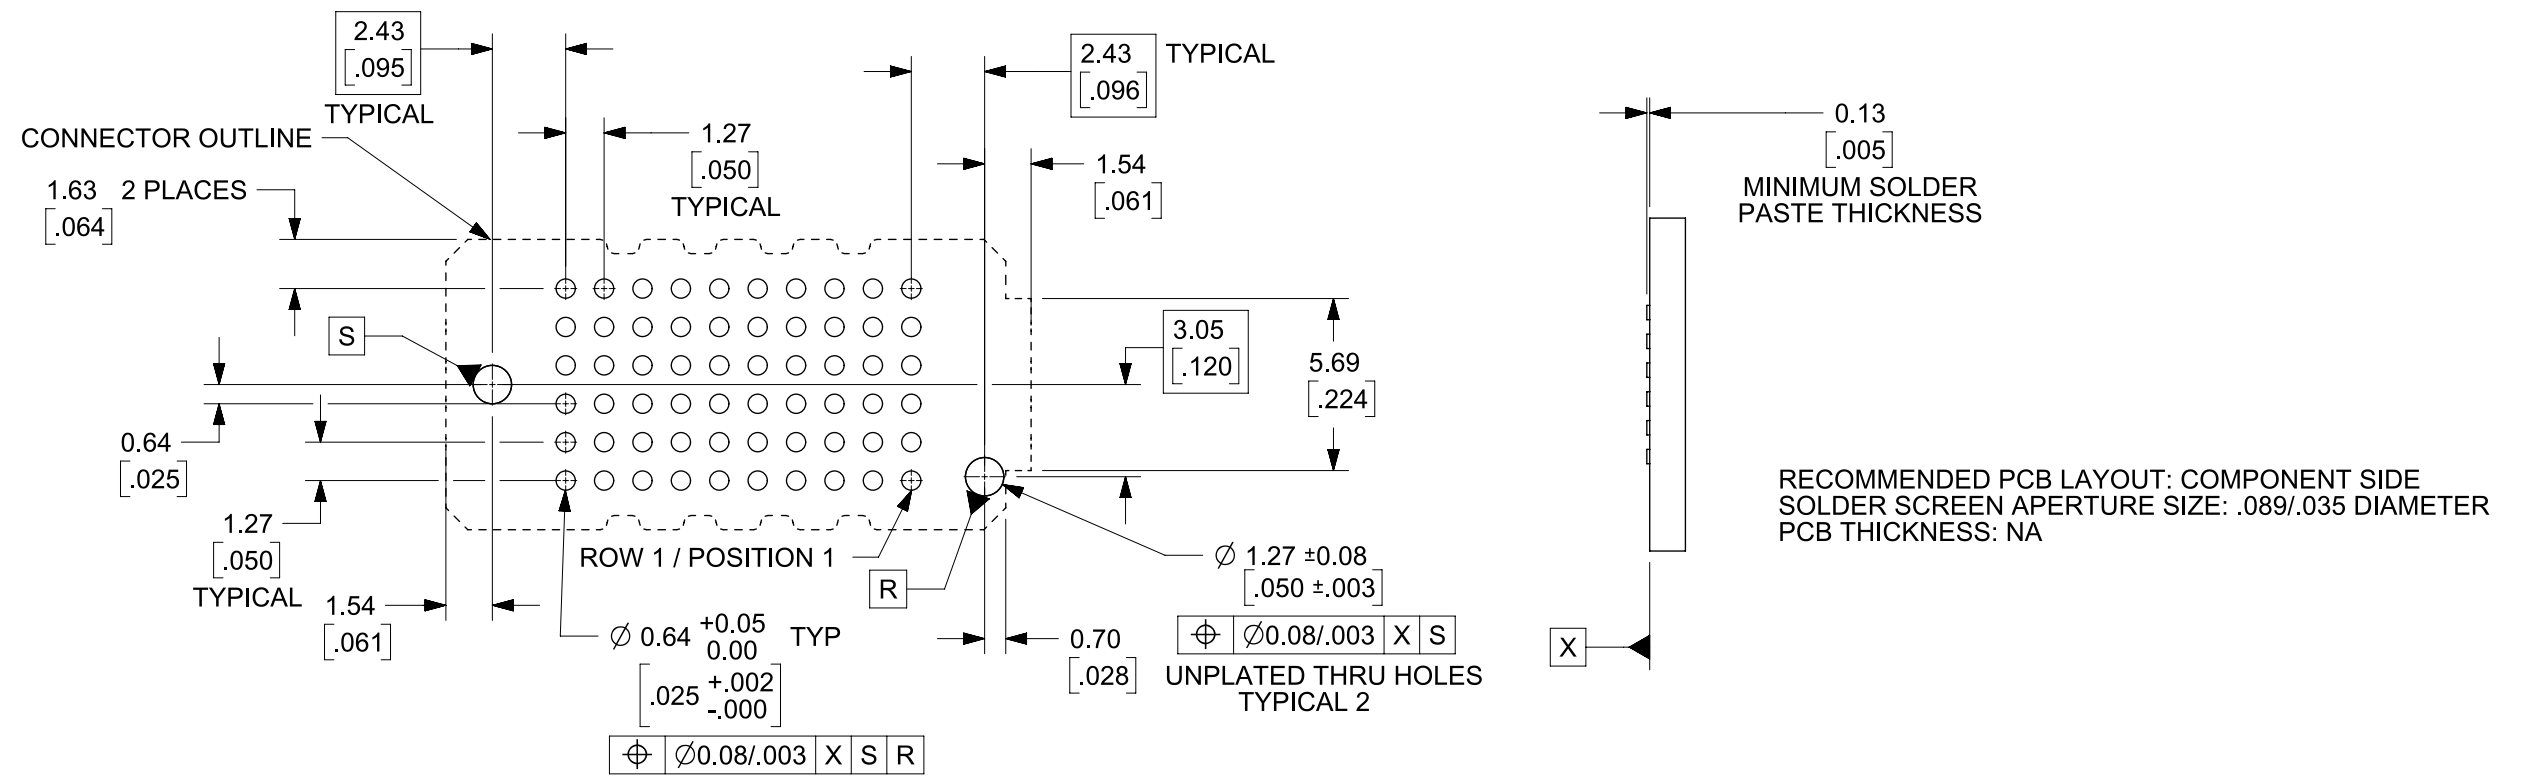 2.43
[.095]
TYPICAL
2.43 TYPICAL
[.096]
CONNECTOR OUTLINE
1.63 2 PLACES
[.064]
1.27
[.050]
TYPICAL
1.54
[.061]
0.13
[.005]
MINIMUM SOLDER
PASTE THICKNESS
S
3.05
[.120]
5.69
[.224]
0.64
[.025]
1.27
[.050]
TYPICAL
1.54
[.061]
ROW 1 / POSITION 1
R
Ø 0.64 +0.05 TYP
0.00
[.025 +.002
-.000]
⌖ Ø0.08/.003 X S R
0.70
[.028]
Ø 1.27 ±0.08
[.050 ±.003]
⌖ Ø0.08/.003 X S
UNPLATED THRU HOLES
TYPICAL 2
X
RECOMMENDED PCB LAYOUT: COMPONENT SIDE
SOLDER SCREEN APERTURE SIZE: .089/.035 DIAMETER
PCB THICKNESS: NA